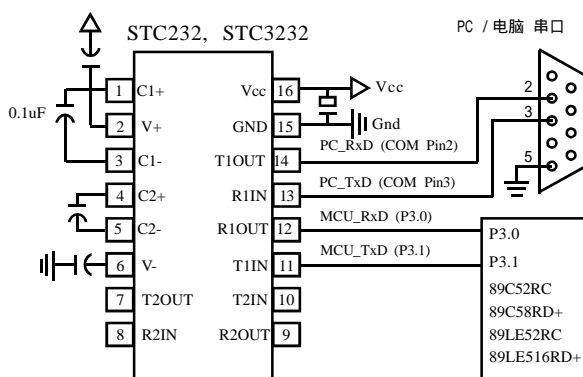 STC232, STC3232
PC / 电脑 串口
0.1uF
1 C1+
2 V+
3 C1-
4 C2+
5 C2-
6 V-
7 T2OUT
8 R2IN
Vcc 16
GND 15
T1OUT 14
R1IN 13
R1OUT 12
T1IN 11
T2IN 10
R2OUT 9
Vcc
Gnd
PC_RxD (COM Pin2)
PC_TxD (COM Pin3)
MCU_RxD (P3.0)
MCU_TxD (P3.1)
2
3
5
P3.0
P3.1
89C52RC
89C58RD+
89LE52RC
89LE516RD+